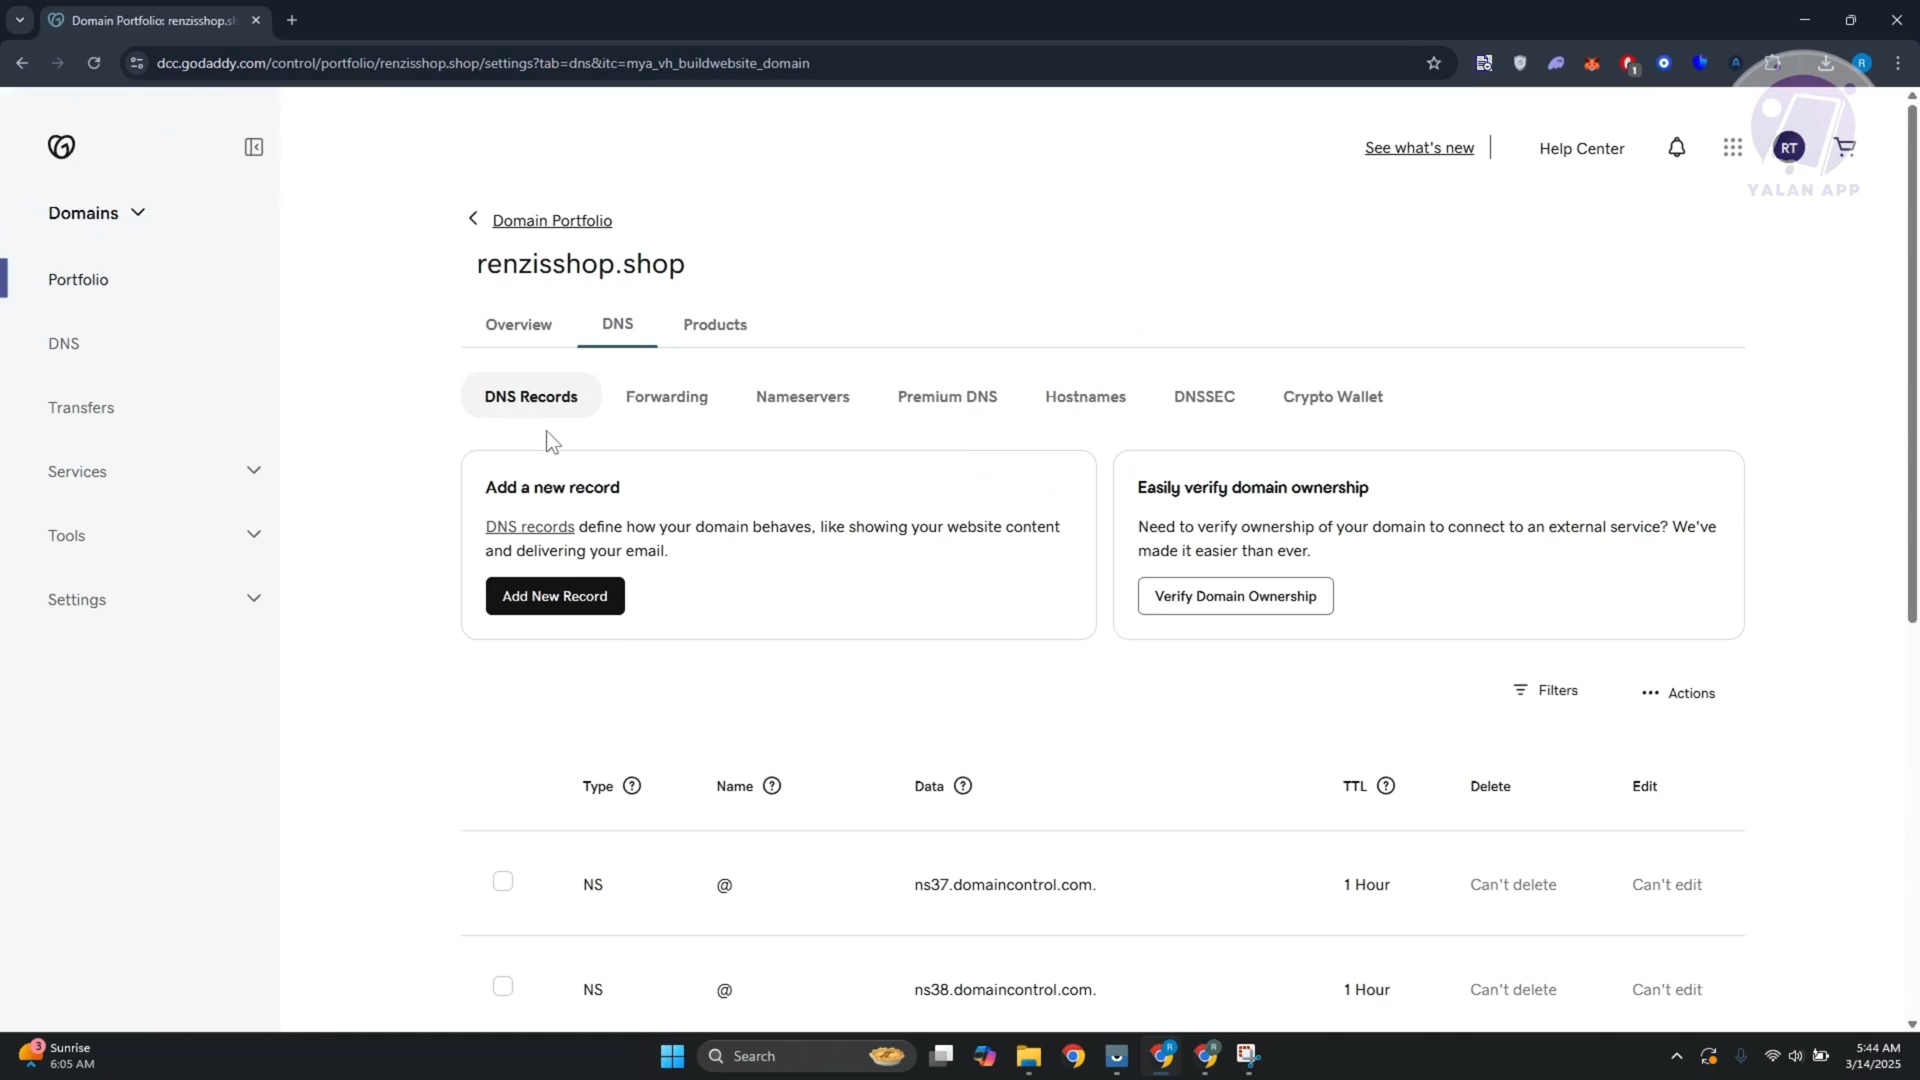 Domain Portfolio: renzisshop.sh
dcc.godaddy.com/control/portfolio/renzisshop.shop/settings?tab=dns&itc=mya_vh_buildwebsite_domain
1
R
See what's new
Help Center
RT
YALAN APP
Domains
Portfolio
DNS
Transfers
Services
Tools
Settings
Domain Portfolio
renzisshop.shop
Overview DNS Products
DNS Records Forwarding Nameservers Premium DNS Hostnames DNSSEC Crypto Wallet
Add a new record
DNS records define how your domain behaves, like showing your website content
and delivering your email.
Add New Record
Easily verify domain ownership
Need to verify ownership of your domain to connect to an external service? We've
made it easier than ever.
Verify Domain Ownership
Filters Actions
Type Name Data TTL Delete Edit
NS @ ns37.domaincontrol.com. 1 Hour Can't delete Can't edit
NS @ ns38.domaincontrol.com. 1 Hour Can't delete Can't edit
3
Sunrise
6:05 AM
Search
5:44 AM
3/14/2025